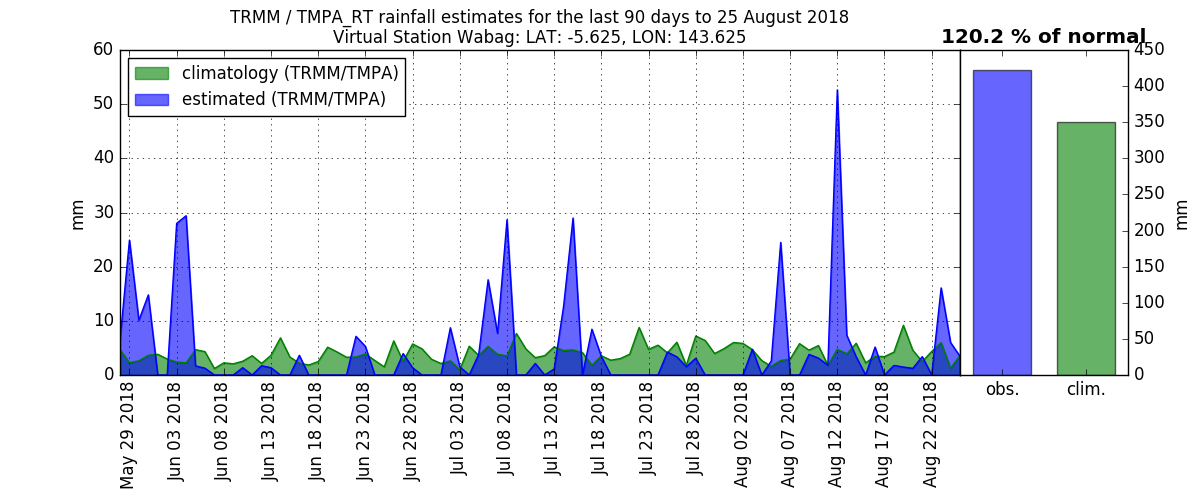 TRMM / TMPA_RT rainfall estimates for the last 90 days to 25 August 2018
Virtual Station Wabag: LAT: -5.625, LON: 143.625
120.2 % of normal
climatology (TRMM/TMPA)
estimated (TRMM/TMPA)
60
50
40
30
20
10
0
mm
May 29 2018
Jun 03 2018
Jun 08 2018
Jun 13 2018
Jun 18 2018
Jun 23 2018
Jun 28 2018
Jul 03 2018
Jul 08 2018
Jul 13 2018
Jul 18 2018
Jul 23 2018
Jul 28 2018
Aug 02 2018
Aug 07 2018
Aug 12 2018
Aug 17 2018
Aug 22 2018
obs.
clim.
450
400
350
300
250
200
150
100
50
0
mm